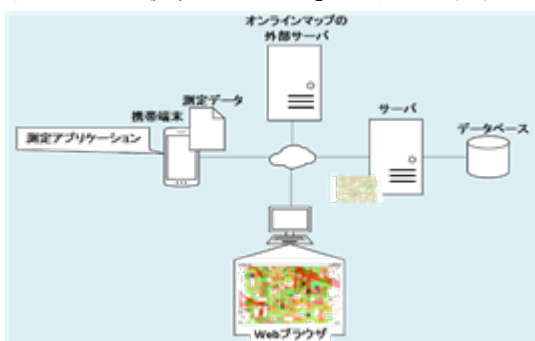 オンラインマップの
外部サーバ
測定データ
携帯端末
サーバ
データベース
測定アプリケーション
Webブラウザ